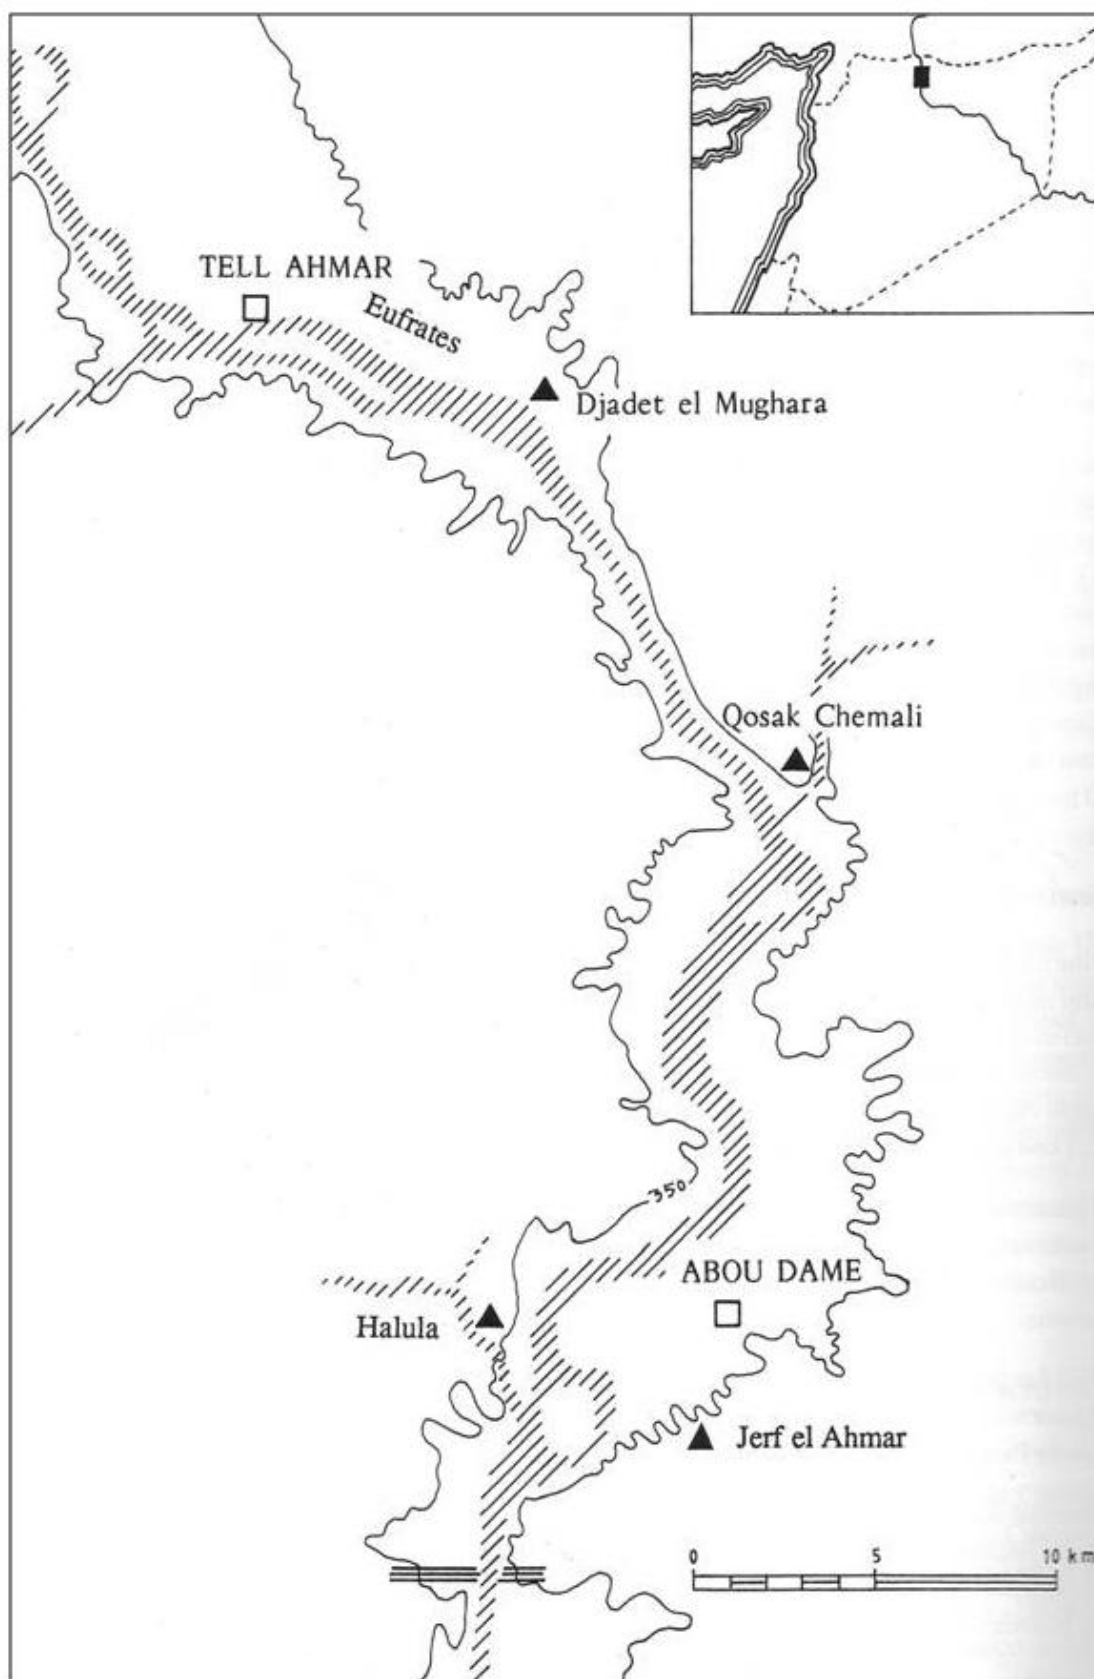 TELL AHMAR
Eufrates
Djadet el Mughara
Qosak Chemali
350
ABOU DAME
Halula
Jerf el Ahmar
0 5 10 km